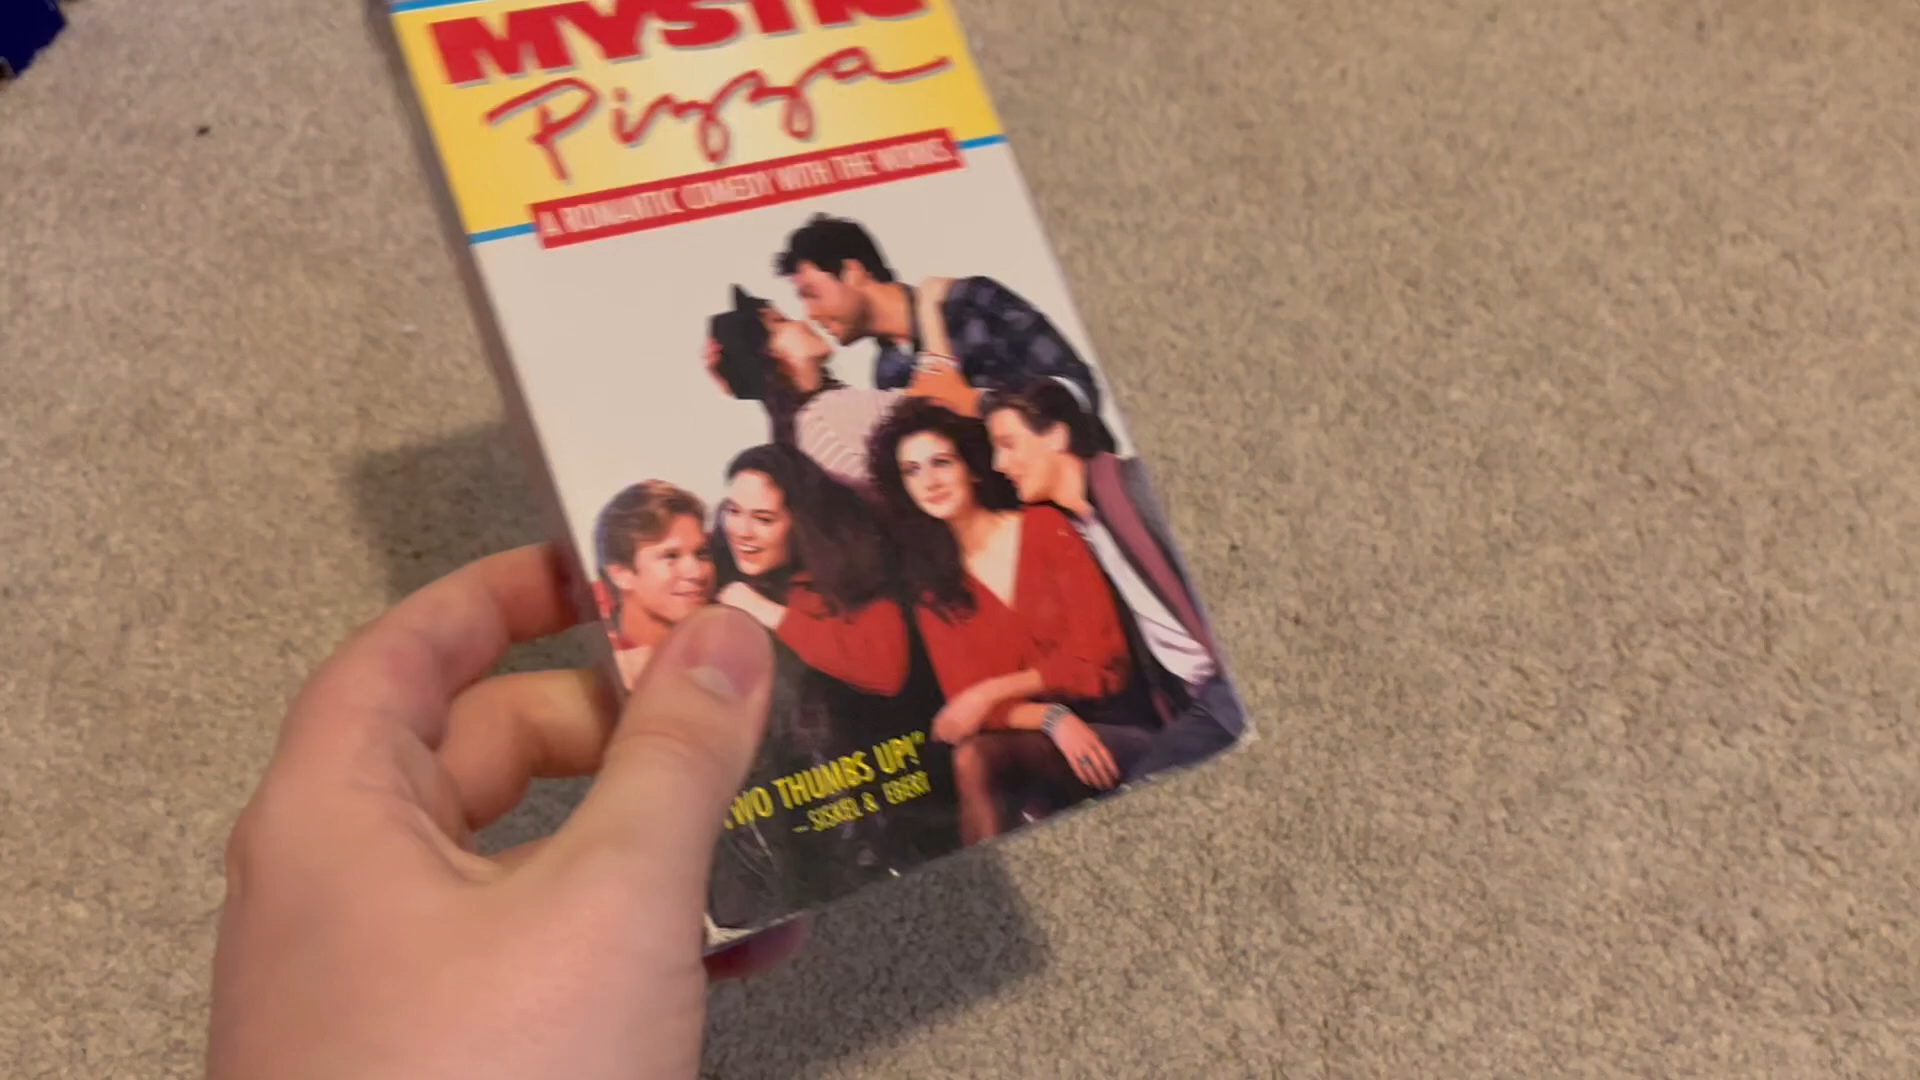 MYSTIC
Pizza
A ROMANTIC COMEDY WITH THE WORKS.
TWO THUMBS UP!"
—SISKEL & EBERT